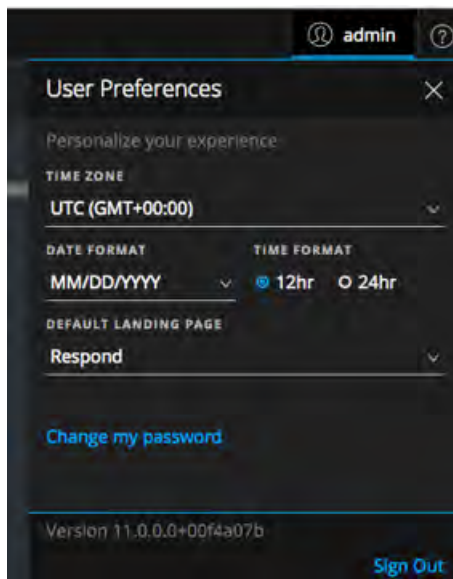 admin ?
User Preferences
Personalize your experience
TIME ZONE
UTC (GMT+00:00)
DATE FORMAT TIME FORMAT
MM/DD/YYYY 12hr 24hr
DEFAULT LANDING PAGE
Respond
Change my password
Version 11.0.0.0+00f4a07b
Sign Out